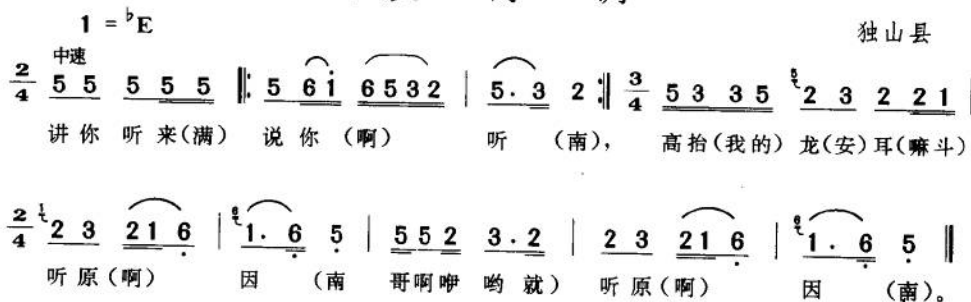 1 = ♭E
独山县
中速
2/4 5 5 5 5 5 ‖: 5 6 i 6 5 3 2 | 5. 3 2 :‖ 3/4 5 3 3 5 2 3 2 2 1
讲你 听来(满) 说你(啊) 听(南), 高抬(我的) 龙(安)耳(嘛斗)
2/4 2 3 2 1 6 | 1. 6 5 | 5 5 2 3. 2 | 2 3 2 1 6 | 1. 6 5 ‖
听原(啊) 因(南 哥啊咿 哟就) 听原(啊) 因(南)。